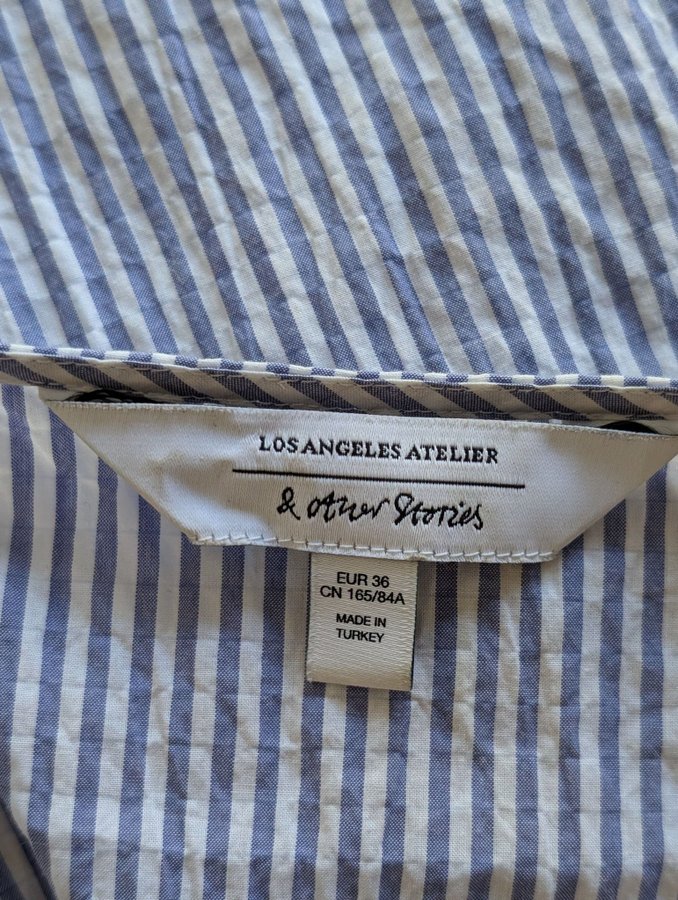 LOS ANGELES ATELIER
& other Stories
EUR 36
CN 165/84A
MADE IN
TURKEY